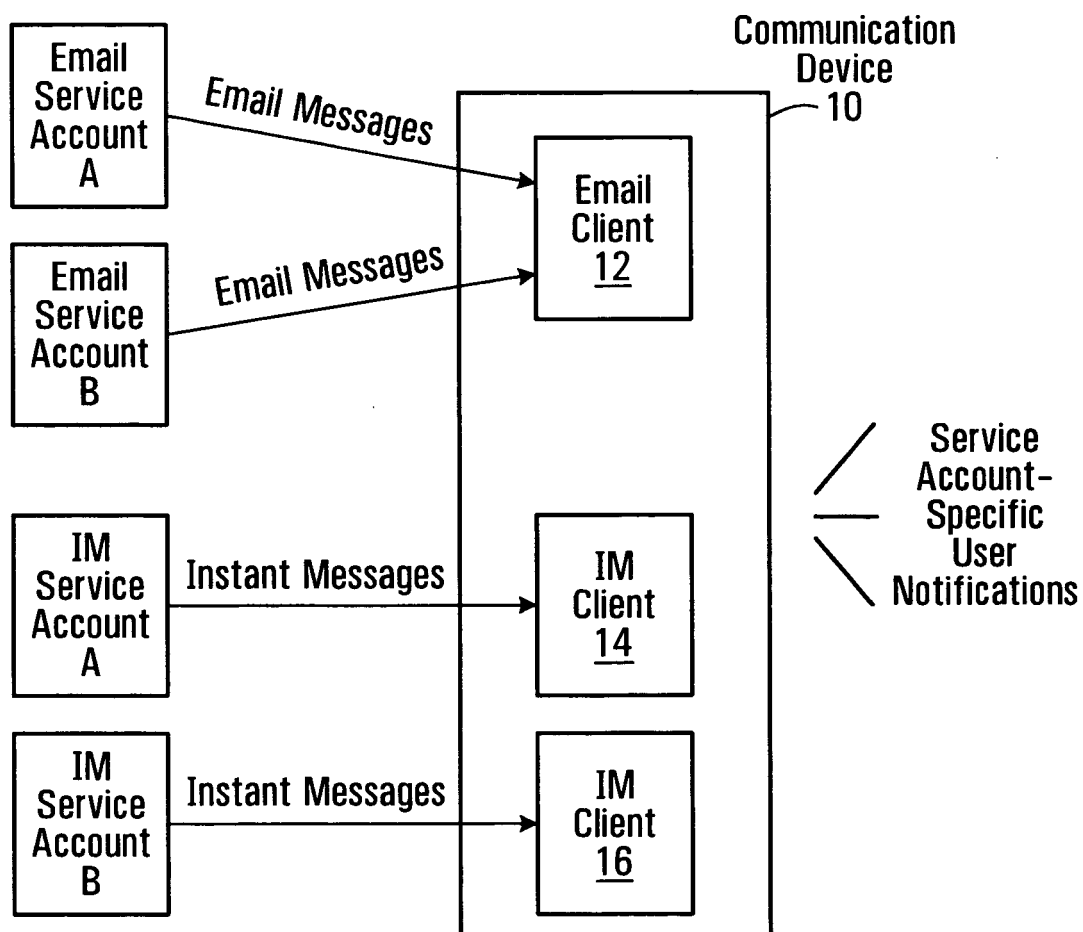 Communication
Device
10
Email
Service
Account
A
Email Messages
Email
Client
12
Email
Service
Account
B
Email Messages
Service
Account-
Specific
User
Notifications
IM
Service
Account
A
Instant Messages
IM
Client
14
IM
Service
Account
B
Instant Messages
IM
Client
16